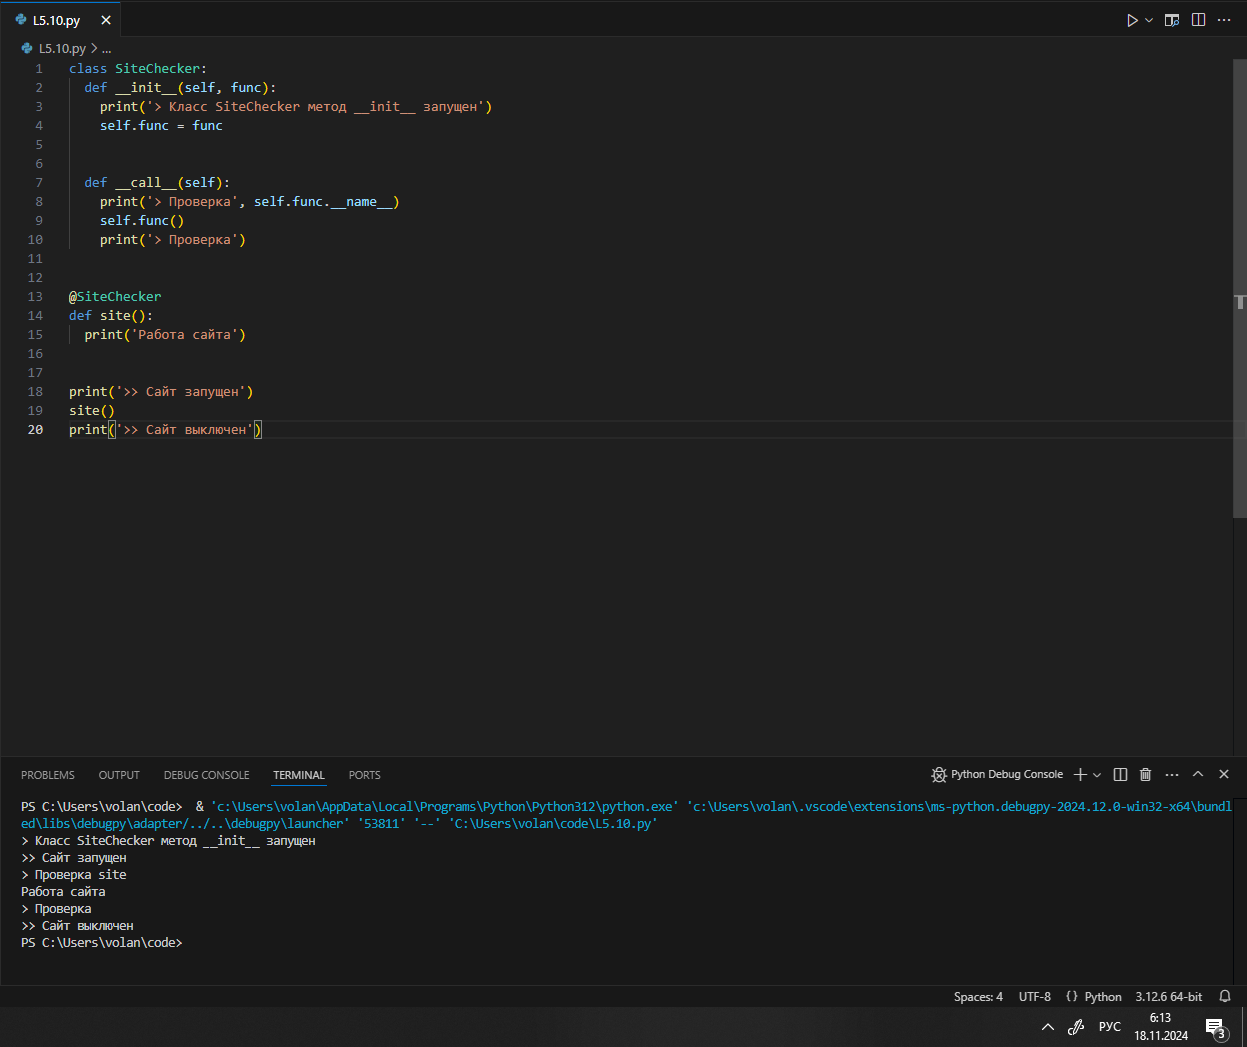 L5.10.py
L5.10.py > ...
1 class SiteChecker:
2   def __init__(self, func):
3     print('> Класс SiteChecker метод __init__ запущен')
4     self.func = func
5
6
7   def __call__(self):
8     print('> Проверка', self.func.__name__)
9     self.func()
10     print('> Проверка')
11
12
13 @SiteChecker
14 def site():
15   print('Работа сайта')
16
17
18 print('>> Сайт запущен')
19 site()
20 print('>> Сайт выключен')
PROBLEMS OUTPUT DEBUG CONSOLE TERMINAL PORTS Python Debug Console
PS C:\Users\volan\code>  & 'c:\Users\volan\AppData\Local\Programs\Python\Python312\python.exe' 'c:\Users\volan\.vscode\extensions\ms-python.debugpy-2024.12.0-win32-x64\bundl
ed\libs\debugpy\adapter/../..\debugpy\launcher' '53811' '--' 'C:\Users\volan\code\L5.10.py'
> Класс SiteChecker метод __init__ запущен
>> Сайт запущен
> Проверка site
Работа сайта
> Проверка
>> Сайт выключен
PS C:\Users\volan\code>
Spaces: 4 UTF-8 {} Python 3.12.6 64-bit
РУС 6:13
18.11.2024 3